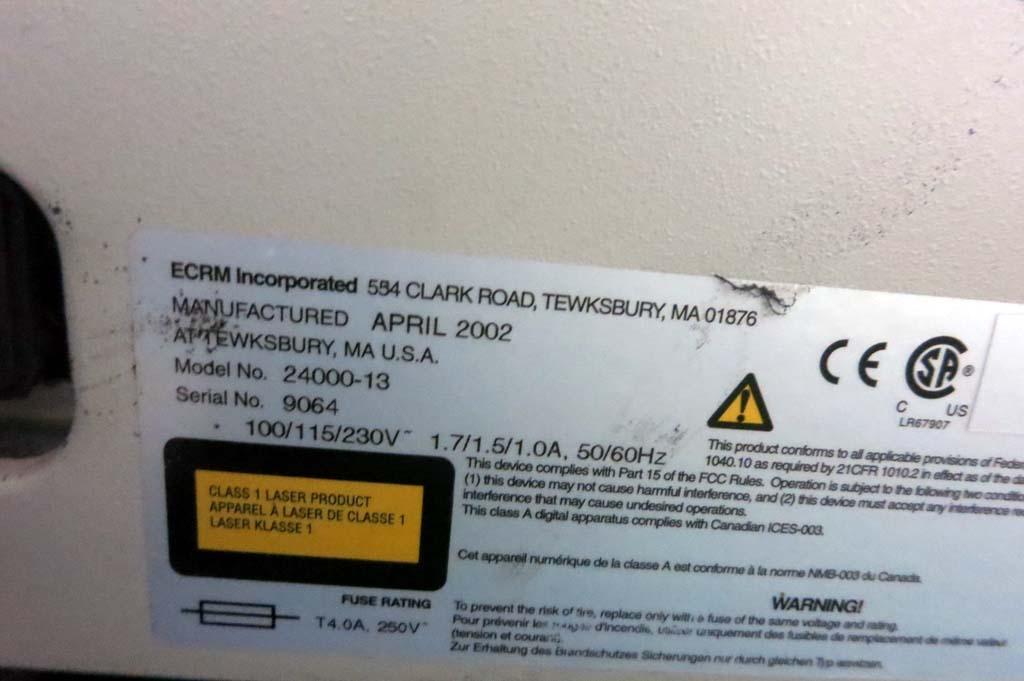 ECRM Incorporated 554 CLARK ROAD, TEWKSBURY, MA 01876
MANUFACTURED APRIL 2002
AT TEWKSBURY, MA U.S.A.
Model No. 24000-13
Serial No. 9064
100/115/230V~ 1.7/1.5/1.0A, 50/60Hz
CE
SA®
C US
LR67907
This product conforms to all applicable provisions of
1040.10 as required by 21CFR 1010.2 in effect as of the
This device complies with Part 15 of the FCC Rules. Operation is subject to the following two
(1) this device may not cause harmful interference, and (2) this device must accept any interference
interference that may cause undesired operations.
This class A digital apparatus complies with Canadian ICES-003.
Cet appareil numérique de la classe A est conforme à la norme NMB-003 du Canada.
CLASS 1 LASER PRODUCT
APPAREIL À LASER DE CLASSE 1
LASER KLASSE 1
FUSE RATING
T4.0A, 250V~
WARNING!
To prevent the risk of fire, replace only with a fuse of the same voltage and rating.
Pour prévenir les d'incendie, utiliser uniquement des fusibles de remplacement de même
(tension et courant.
Zur Erhaltung des Brandschutzes Sicherungen nur durch gleichen Typ